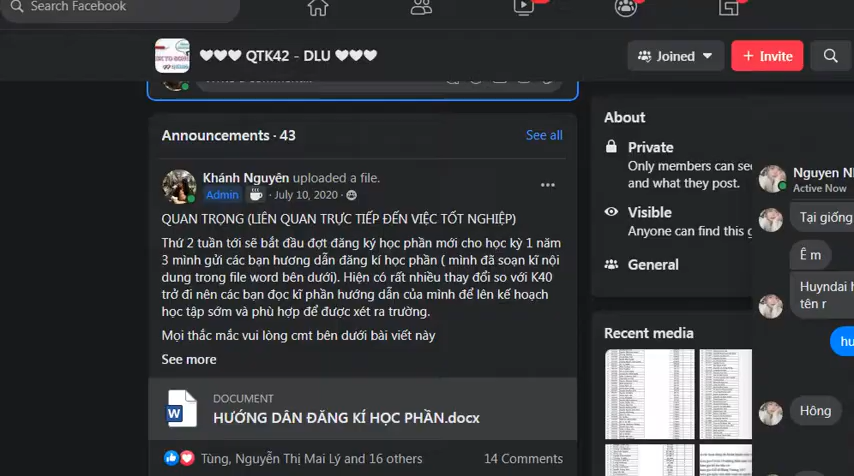 Search Facebook
♥♥♥ QTK42 - DLU ♥♥♥
Joined
+ Invite
Announcements · 43
See all
Khánh Nguyên uploaded a file.
Admin · July 10, 2020 ·
QUAN TRỌNG (LIÊN QUAN TRỰC TIẾP ĐẾN VIỆC TỐT NGHIỆP)
Thứ 2 tuần tới sẽ bắt đầu đợt đăng ký học phần mới cho học kỳ 1 năm
3 mình gửi các bạn hướng dẫn đăng kí học phần ( mình đã soạn kĩ nội
dung trong file word bên dưới). Hiện có rất nhiều thay đổi so với K40
trở đi nên các bạn đọc kĩ phần hướng dẫn của mình để lên kế hoạch
học tập sớm và phù hợp để được xét ra trường.
Mọi thắc mắc vui lòng cmt bên dưới bài viết này
See more
W
DOCUMENT
HƯỚNG DẪN ĐĂNG KÍ HỌC PHẦN.docx
Tùng, Nguyễn Thị Mai Lý and 16 others
14 Comments
About
Private
Only members can see
and what they post.
Visible
Anyone can find this g
General
Recent media
Nguyen N
Active Now
Tại giống
Ê m
Huyndai h
tên r
hu
Hông